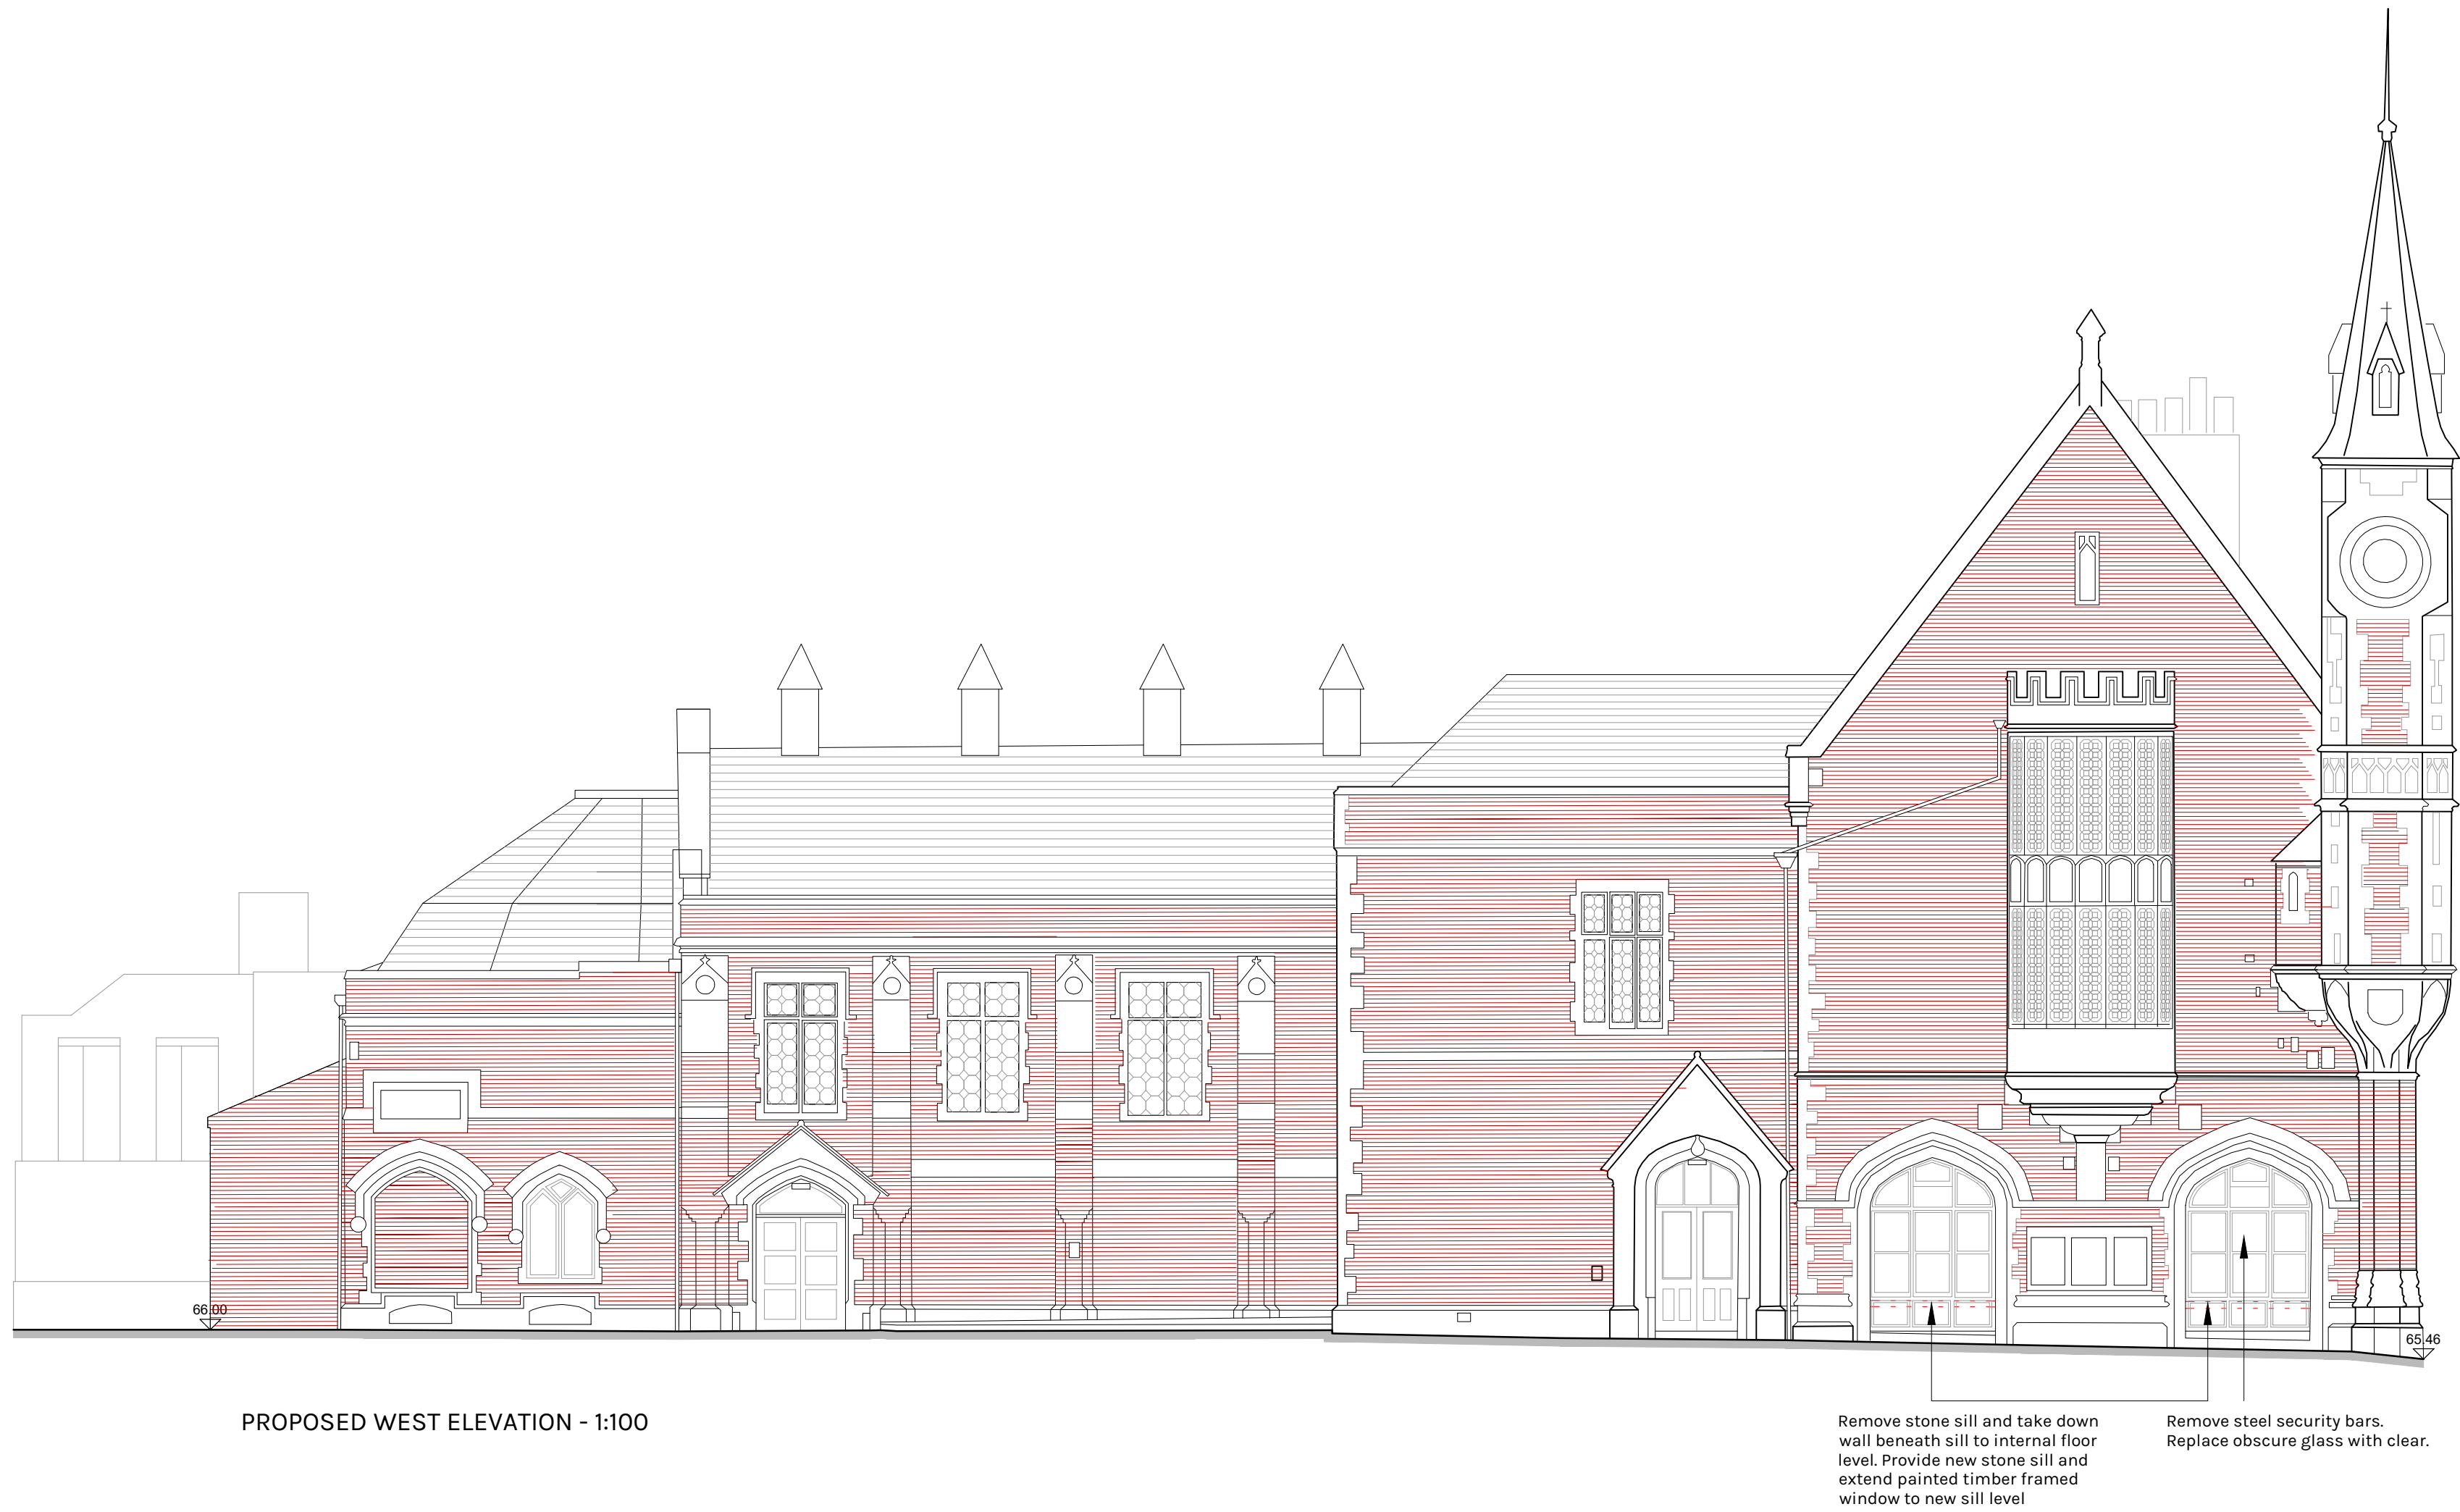 66.00
65.46
PROPOSED WEST ELEVATION - 1:100
Remove stone sill and take down
wall beneath sill to internal floor
level. Provide new stone sill and
extend painted timber framed
window to new sill level
Remove steel security bars.
Replace obscure glass with clear.